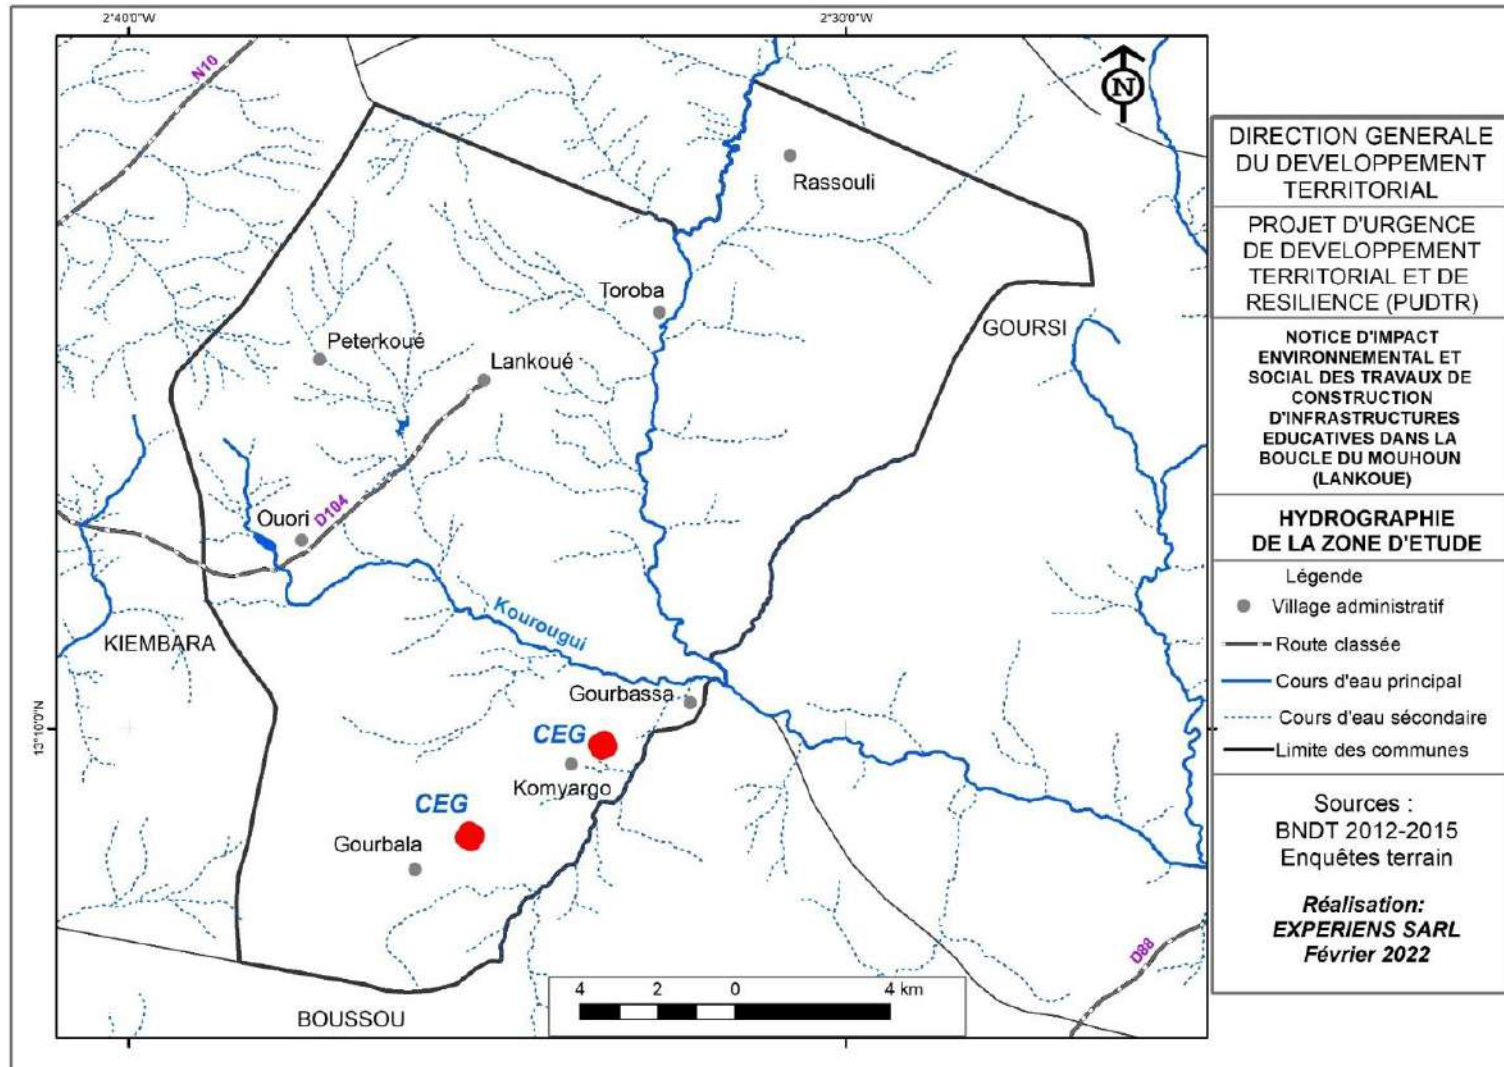 2°40'0"W
2°30'0"W
N10
N
Rassouli
Toroba
GOURSI
Peterkoué
Lankoué
Ouori
D104
Kourougui
KIEMBARA
Gourbassa
13°10'0"N
CEG
Komyargo
CEG
Gourbala
D88
4 2 0 4 km
BOUSSOU
DIRECTION GENERALE
DU DEVELOPPEMENT
TERRITORIAL
PROJET D'URGENCE
DE DEVELOPPEMENT
TERRITORIAL ET DE
RESILIENCE (PUDTR)
NOTICE D'IMPACT
ENVIRONNEMENTAL ET
SOCIAL DES TRAVAUX DE
CONSTRUCTION
D'INFRASTRUCTURES
EDUCATIVES DANS LA
BOUCLE DU MOUHOUN
(LANKOUE)
HYDROGRAPHIE
DE LA ZONE D'ETUDE
Légende
Village administratif
Route classée
Cours d'eau principal
Cours d'eau sécondaire
Limite des communes
Sources :
BNDT 2012-2015
Enquêtes terrain
Réalisation:
EXPERIENS SARL
Février 2022